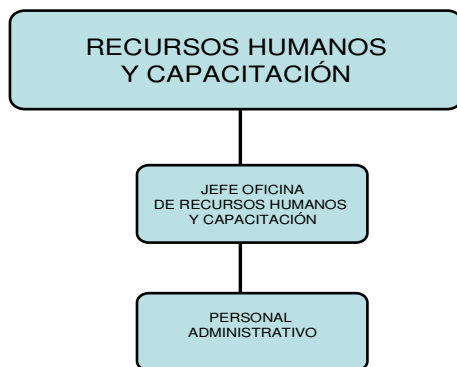 RECURSOS HUMANOS
Y CAPACITACIÓN
JEFE OFICINA
DE RECURSOS HUMANOS
Y CAPACITACIÓN
PERSONAL
ADMINISTRATIVO